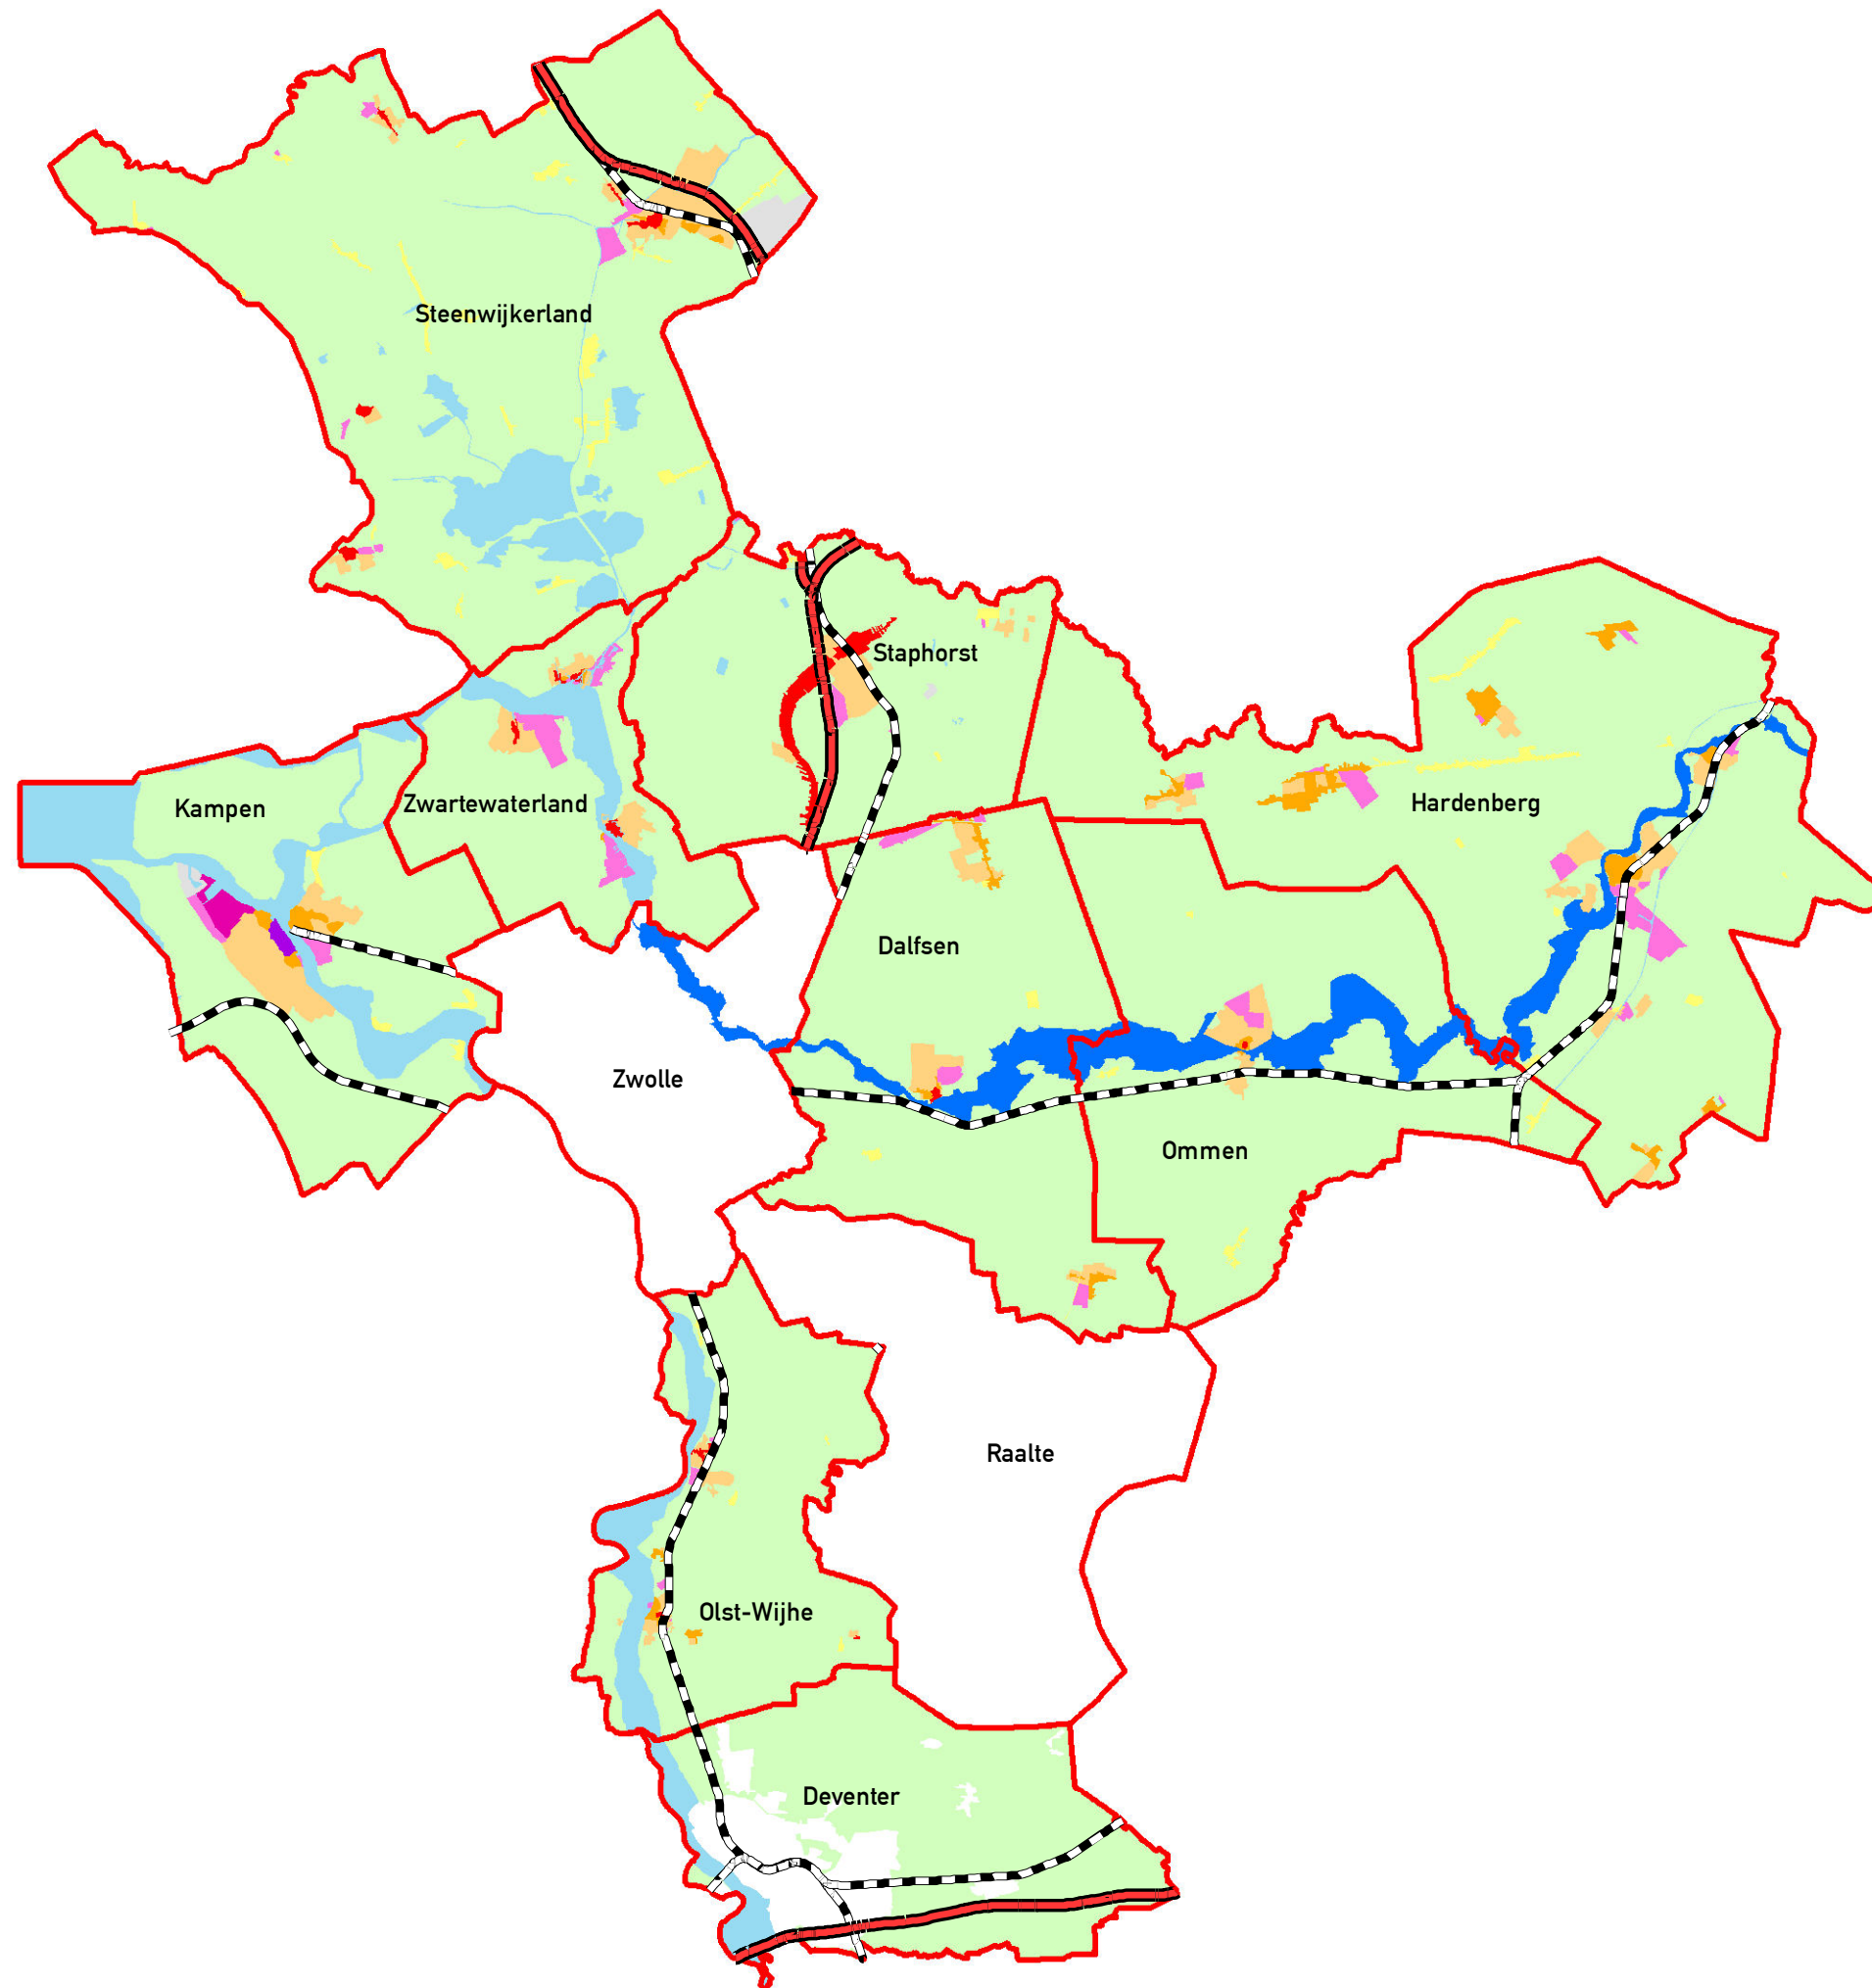 Steenwijkerland
Staphorst
Kampen
Zwartewaterland
Hardenberg
Dalfsen
Zwolle
Ommen
Raalte
Olst-Wijhe
Deventer